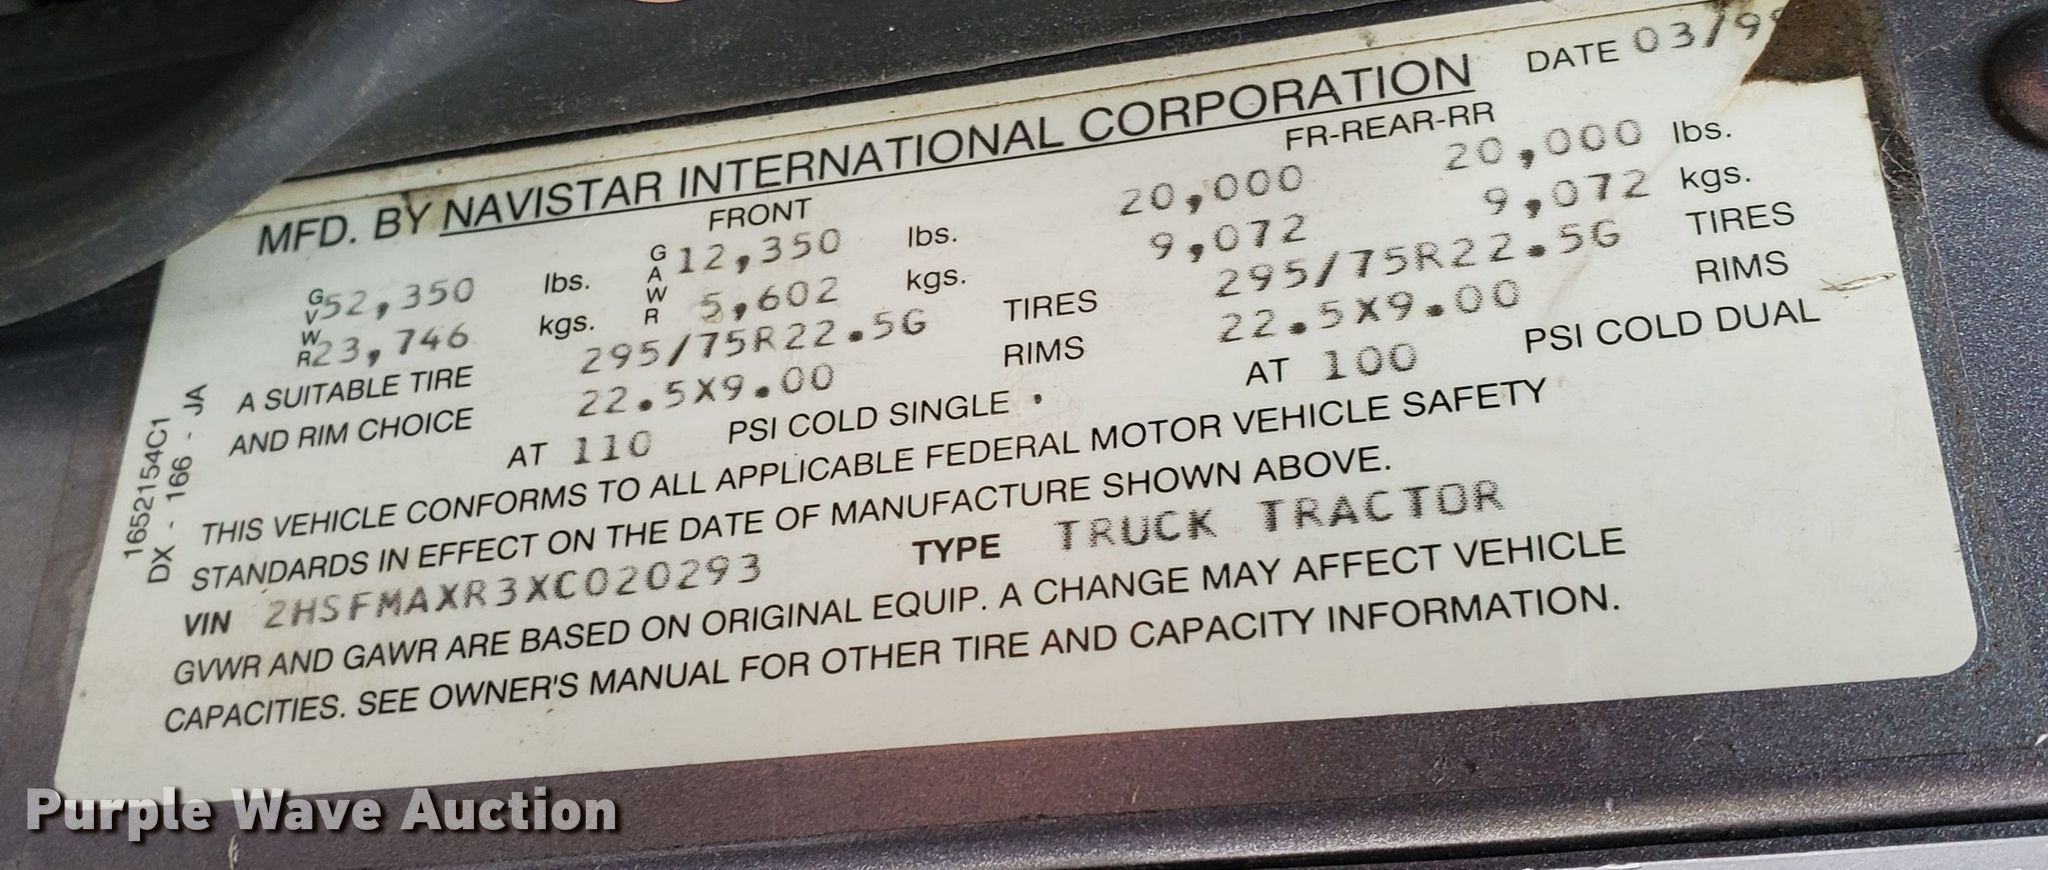 DATE 03/9
MFD. BY NAVISTAR INTERNATIONAL CORPORATION
FRONT FR-REAR-RR
GVWR 52,350 lbs. GAWR 12,350 lbs. 20,000 20,000 lbs.
23,746 kgs. 5,602 kgs. 9,072 9,072 kgs.
A SUITABLE TIRE 295/75R22.5G TIRES 295/75R22.5G TIRES
AND RIM CHOICE 22.5X9.00 RIMS 22.5X9.00 RIMS
AT 110 PSI COLD SINGLE AT 100 PSI COLD DUAL
THIS VEHICLE CONFORMS TO ALL APPLICABLE FEDERAL MOTOR VEHICLE SAFETY
STANDARDS IN EFFECT ON THE DATE OF MANUFACTURE SHOWN ABOVE.
VIN 2HSFMAXR3XC020293 TYPE TRUCK TRACTOR
GVWR AND GAWR ARE BASED ON ORIGINAL EQUIP. A CHANGE MAY AFFECT VEHICLE
CAPACITIES. SEE OWNER'S MANUAL FOR OTHER TIRE AND CAPACITY INFORMATION.
1652154C1
DX - 166 - JA
Purple Wave Auction